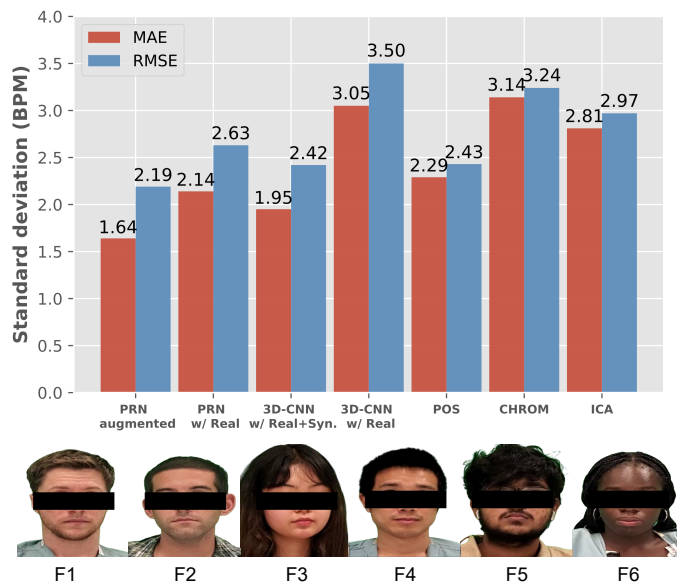 4.0
3.5
3.0
2.5
2.0
1.5
1.0
0.5
0.0
Standard deviation (BPM)
MAE
RMSE
1.64
2.19
2.14
2.63
1.95
2.42
3.05
3.50
2.29
2.43
3.14
3.24
2.81
2.97
PRN
augmented
PRN
w/ Real
3D-CNN
w/ Real+Syn.
3D-CNN
w/ Real
POS
CHROM
ICA
F1
F2
F3
F4
F5
F6